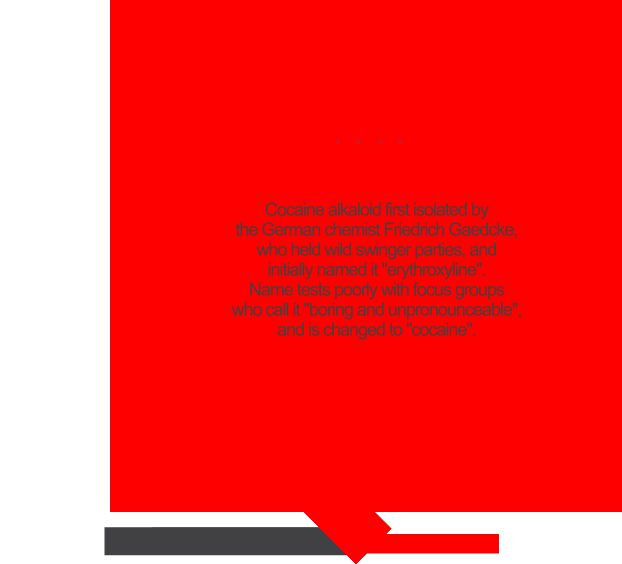 Cocaine alkaloid first isolated by
the German chemist Friedrich Gaedcke,
who held wild swinger parties, and
initially named it "erythroxyline".
Name tests poorly with focus groups
who call it "boring and unpronounceable",
and is changed to "cocaine".